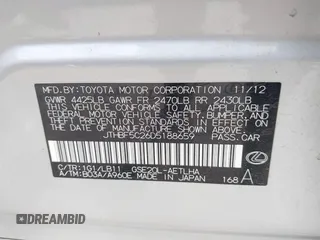 MFD. BY: TOYOTA MOTOR CORPORATION 11/12
GVWR 4425LB GAWR FR 2470LB RR 2430LB
THIS VEHICLE CONFORMS TO ALL APPLICABLE
FEDERAL MOTOR VEHICLE SAFETY, BUMPER, AND
THEFT PREVENTION STANDARDS IN EFFECT ON
THE DATE OF MANUFACTURE SHOWN ABOVE.
JTHBF5C26D5188659 PASS.CAR
C/TR:1G1/LB11 GSE20L-AETLHA
A/TM:B03A/A960E MADE IN JAPAN 168 A
DREAMBID
.com